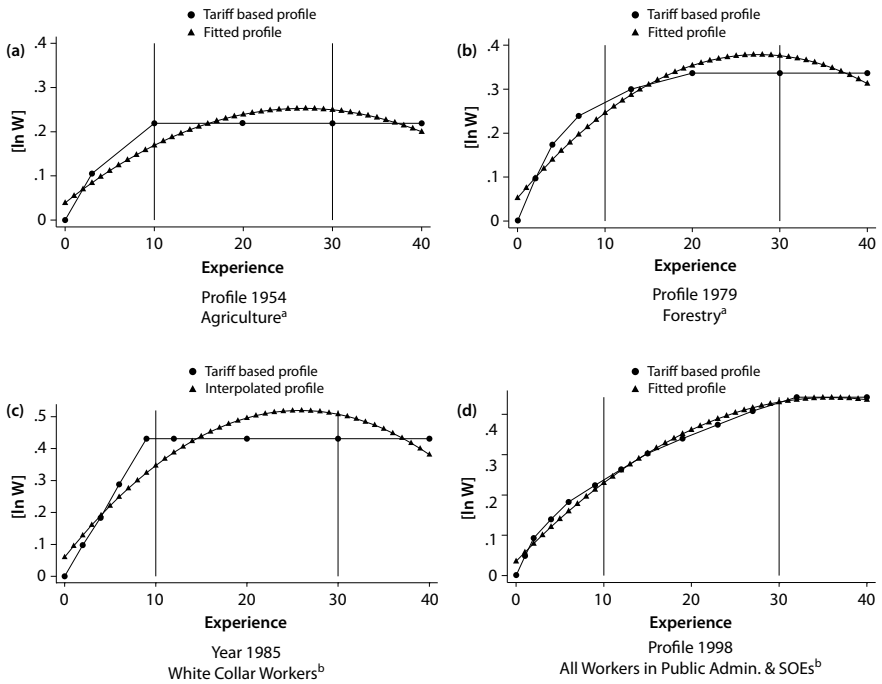 Tariff based profile
Fitted profile
(a)
.4
.3
.2
.1
0
[ln W]
0 10 20 30 40
Experience
Profile 1954
Agricultureᵃ
Tariff based profile
Fitted profile
(b)
.4
.3
.2
.1
0
[ln W]
0 10 20 30 40
Experience
Profile 1979
Forestryᵃ
Tariff based profile
Interpolated profile
(c)
.5
.4
.3
.2
.1
0
[ln W]
0 10 20 30 40
Experience
Year 1985
White Collar Workersᵇ
Tariff based profile
Fitted profile
(d)
.4
.3
.2
.1
0
[ln W]
0 10 20 30 40
Experience
Profile 1998
All Workers in Public Admin. & SOEsᵇ